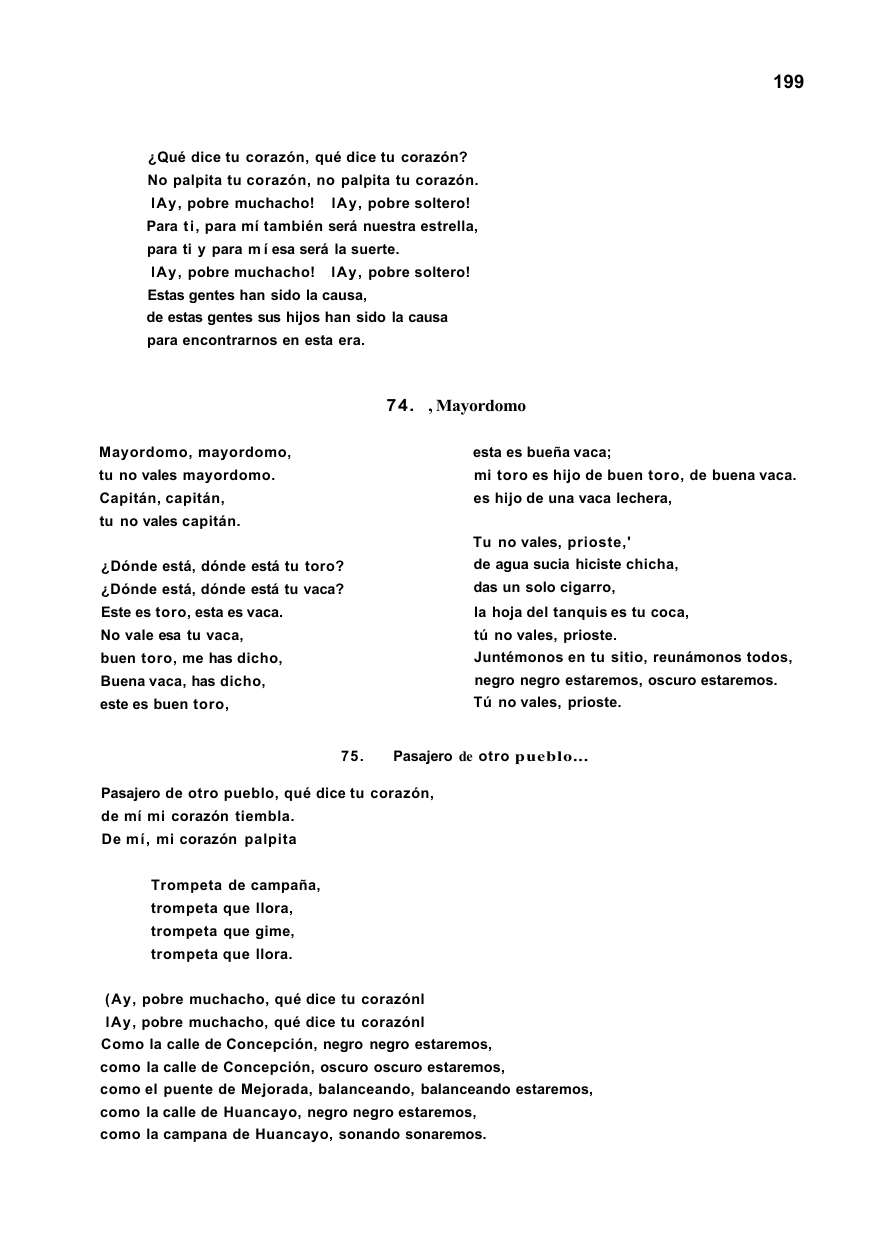 199
¿Qué dice tu corazón, qué dice tu corazón?
No palpita tu corazón, no palpita tu corazón.
lAy, pobre muchacho! lAy, pobre soltero!
Para ti, para mí también será nuestra estrella,
para ti y para mí esa será la suerte.
lAy, pobre muchacho! lAy, pobre soltero!
Estas gentes han sido la causa,
de estas gentes sus hijos han sido la causa
para encontrarnos en esta era.
74. , Mayordomo
Mayordomo, mayordomo,
tu no vales mayordomo.
Capitán, capitán,
tu no vales capitán.
¿Dónde está, dónde está tu toro?
¿Dónde está, dónde está tu vaca?
Este es toro, esta es vaca.
No vale esa tu vaca,
buen toro, me has dicho,
Buena vaca, has dicho,
este es buen toro,
esta es bueña vaca;
mi toro es hijo de buen toro, de buena vaca.
es hijo de una vaca lechera,
Tu no vales, prioste,'
de agua sucia hiciste chicha,
das un solo cigarro,
la hoja del tanquis es tu coca,
tú no vales, prioste.
Juntémonos en tu sitio, reunámonos todos,
negro negro estaremos, oscuro estaremos.
Tú no vales, prioste.
75. Pasajero de otro pueblo...
Pasajero de otro pueblo, qué dice tu corazón,
de mí mi corazón tiembla.
De mí, mi corazón palpita
Trompeta de campaña,
trompeta que llora,
trompeta que gime,
trompeta que llora.
(Ay, pobre muchacho, qué dice tu corazónl
lAy, pobre muchacho, qué dice tu corazónl
Como la calle de Concepción, negro negro estaremos,
como la calle de Concepción, oscuro oscuro estaremos,
como el puente de Mejorada, balanceando, balanceando estaremos,
como la calle de Huancayo, negro negro estaremos,
como la campana de Huancayo, sonando sonaremos.